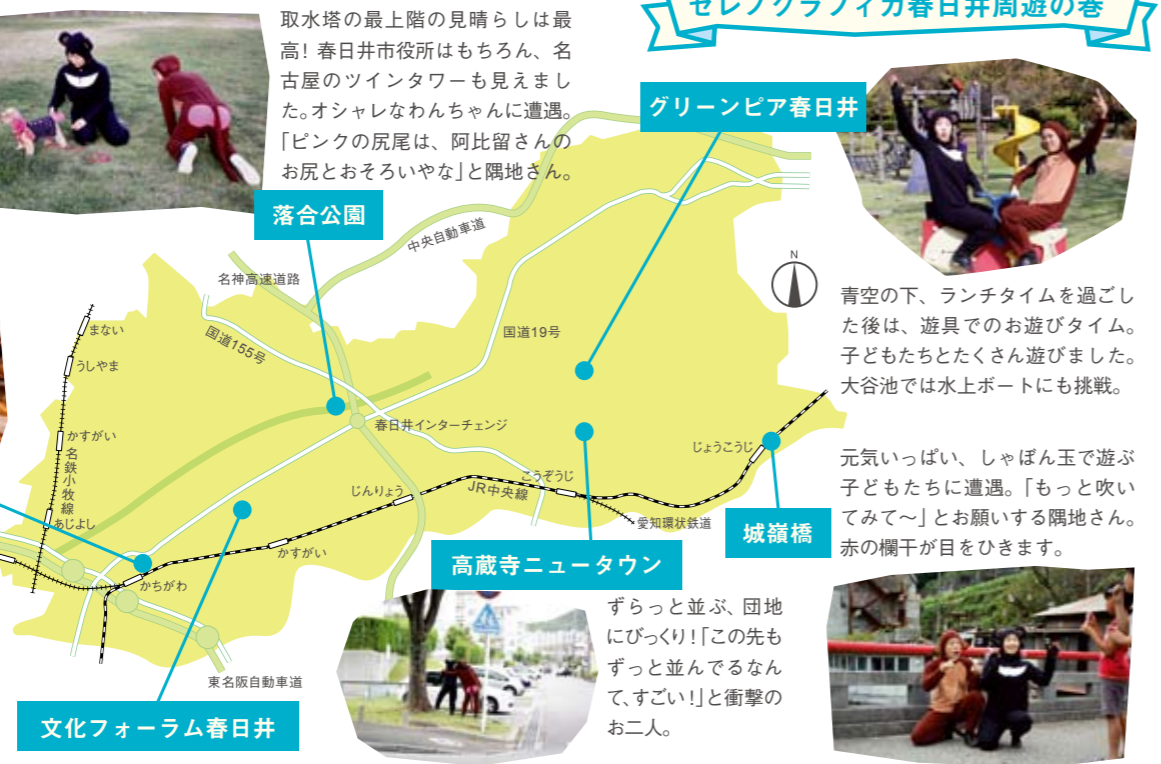 セレノグラフィカ春日井周遊の巻
取水塔の最上階の見晴らしは最
高！春日井市役所はもちろん、名
古屋のツインタワーも見えまし
た。オシャレなわんちゃんに遭遇。
「ピンクの尻尾は、阿比留さんの
お尻とおそろいやな」と隅地さん。
落合公園
グリーンピア春日井
青空の下、ランチタイムを過ごし
た後は、遊具でのお遊びタイム。
子どもたちとたくさん遊びました。
大谷池では水上ボートにも挑戦。
元気いっぱい、しゃぼん玉で遊ぶ
子どもたちに遭遇。「もっと吹い
てみて〜」とお願いする隅地さん。
赤の欄干が目をひきます。
城嶺橋
高蔵寺ニュータウン
ずらっと並ぶ、団地
にびっくり！「この先も
ずっと並んでるなん
て、すごい！」と衝撃の
お二人。
文化フォーラム春日井
N
中央自動車道
名神高速道路
国道155号
国道19号
春日井インターチェンジ
まない
うしやま
かすがい
名鉄小牧線
あじよし
じんりょう
JR中央線
こうぞうじ
じょうこうじ
愛知環状鉄道
かすがい
かちがわ
東名阪自動車道